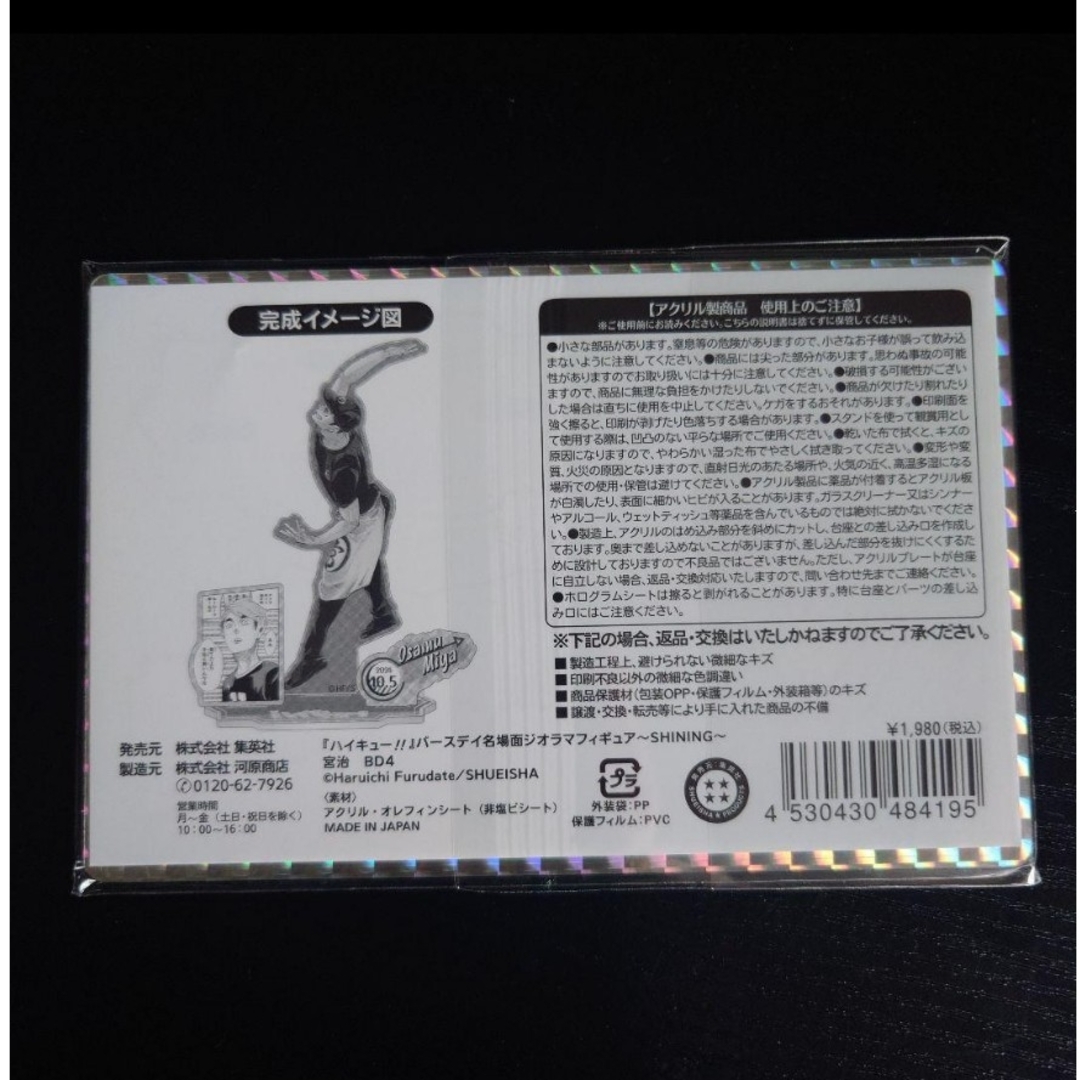 完成イメージ図
Osamu
Miya
10.5
【アクリル製商品 使用上のご注意】
※ご使用前にお読みください。こちらの説明書は捨てずに保管してください。
●小さな部品があります。窒息等の危険がありますので、小さなお子様が誤って飲み込
まないように注意してください。●商品には尖った部分があります。思わぬ事故の可能
性がありますのでお取り扱いには十分に注意してください。●破損する可能性がござい
ますので、商品に無理な負担をかけたりしないでください。●商品が欠けたり割れたり
した場合は直ちに使用を中止してください。ケガをするおそれがあります。●印刷面を
強く擦ると、印刷が剥げたり色落ちする場合があります。●スタンドを使って観賞用とし
て使用する際は、凹凸のない平らな場所でご使用ください。●乾いた布で拭くと、キズの
原因になりますので、やわらかい湿った布でやさしく拭き取ってください。●変形や変
質、火災の原因となりますので、直射日光のあたる場所や、火気の近く、高温多湿になる
場所での使用・保管は避けてください。●アクリル製品に薬品が付着するとアクリル板
が白濁したり、表面に細かいヒビが入ることがあります。ガラスクリーナー又はシンナー
やアルコール、ウェットティッシュ等薬品を含んでいるものでは絶対に拭かないでくださ
い。●製造上、アクリルのはめ込み部分を斜めにカットし、台座との差し込み口を作成し
ております。奥まで差し込めないことがありますが、差し込んだ部分を抜けにくくするた
めに設計しておりますので不良品ではございません。ただし、アクリルプレートが台座
に自立しない場合、返品・交換対応いたしますので、問い合わせ先までご連絡ください。
●ホログラムシートは擦ると剥がれることがあります。特に台座とパーツの差し込
み口にはご注意ください。
※下記の場合、返品・交換はいたしかねますのでご了承ください。
■製造工程上、避けられない微細なキズ
■印刷不良以外の微細な色調違い
■商品保護材(包装OPP・保護フィルム・外装箱等)のキズ
■譲渡・交換・転売等により手に入れた商品の不備
¥1,980(税込)
発売元 株式会社 集英社
製造元 株式会社 河原商店
✆0120-62-7926
営業時間
月〜金(土日・祝日を除く)
10:00〜16:00
『ハイキュー!!』バースデイ名場面ジオラマフィギュア〜SHINING〜
宮治 BD4
©Haruichi Furudate/SHUEISHA
〈素材〉
アクリル・オレフィンシート(非塩ビシート)
MADE IN JAPAN
プラ
外装袋:PP
保護フィルム:PVC
発売元:株式会社 集英社
SHUEISHA ★ PRODUCTS
4 530430 484195